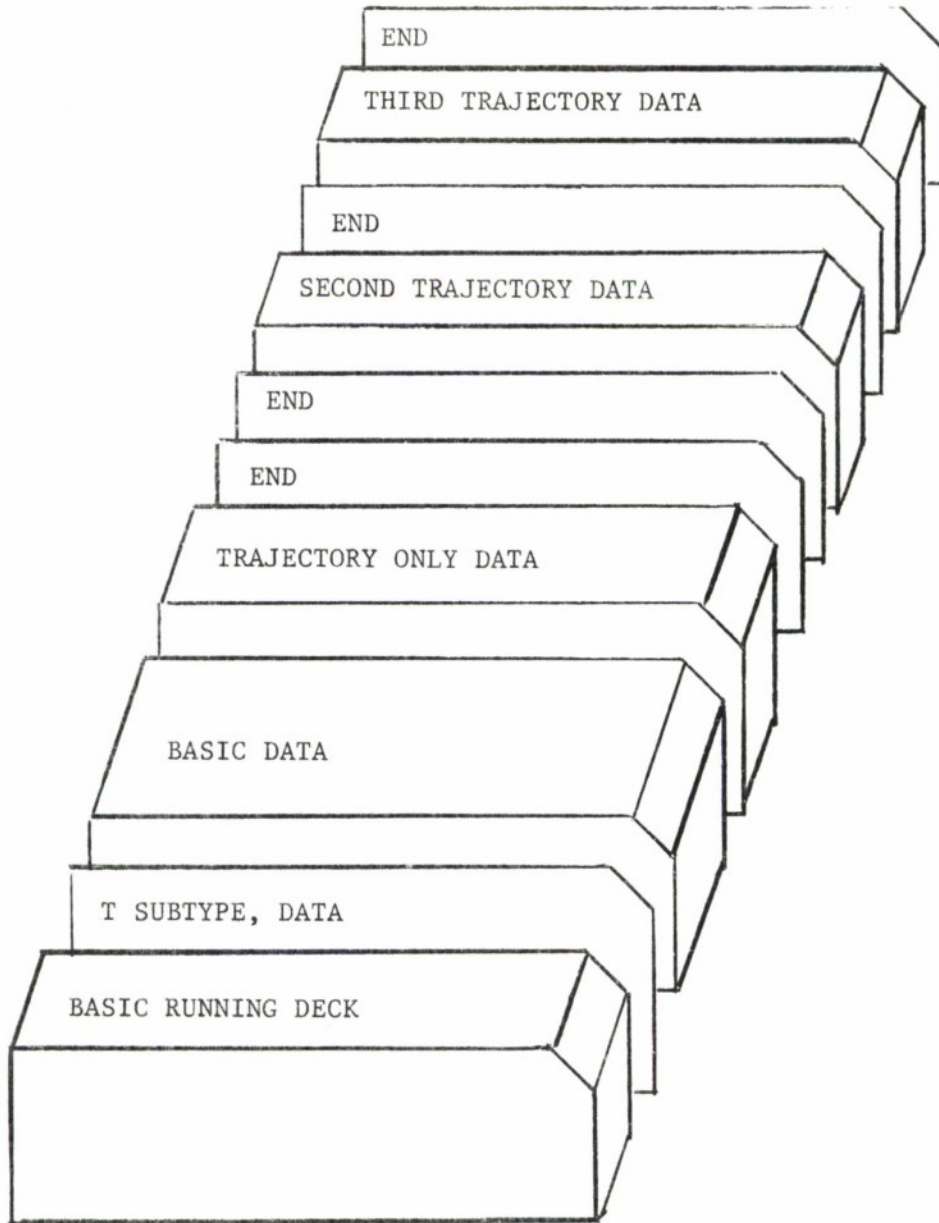 END
THIRD TRAJECTORY DATA
END
SECOND TRAJECTORY DATA
END
END
TRAJECTORY ONLY DATA
BASIC DATA
T SUBTYPE, DATA
BASIC RUNNING DECK